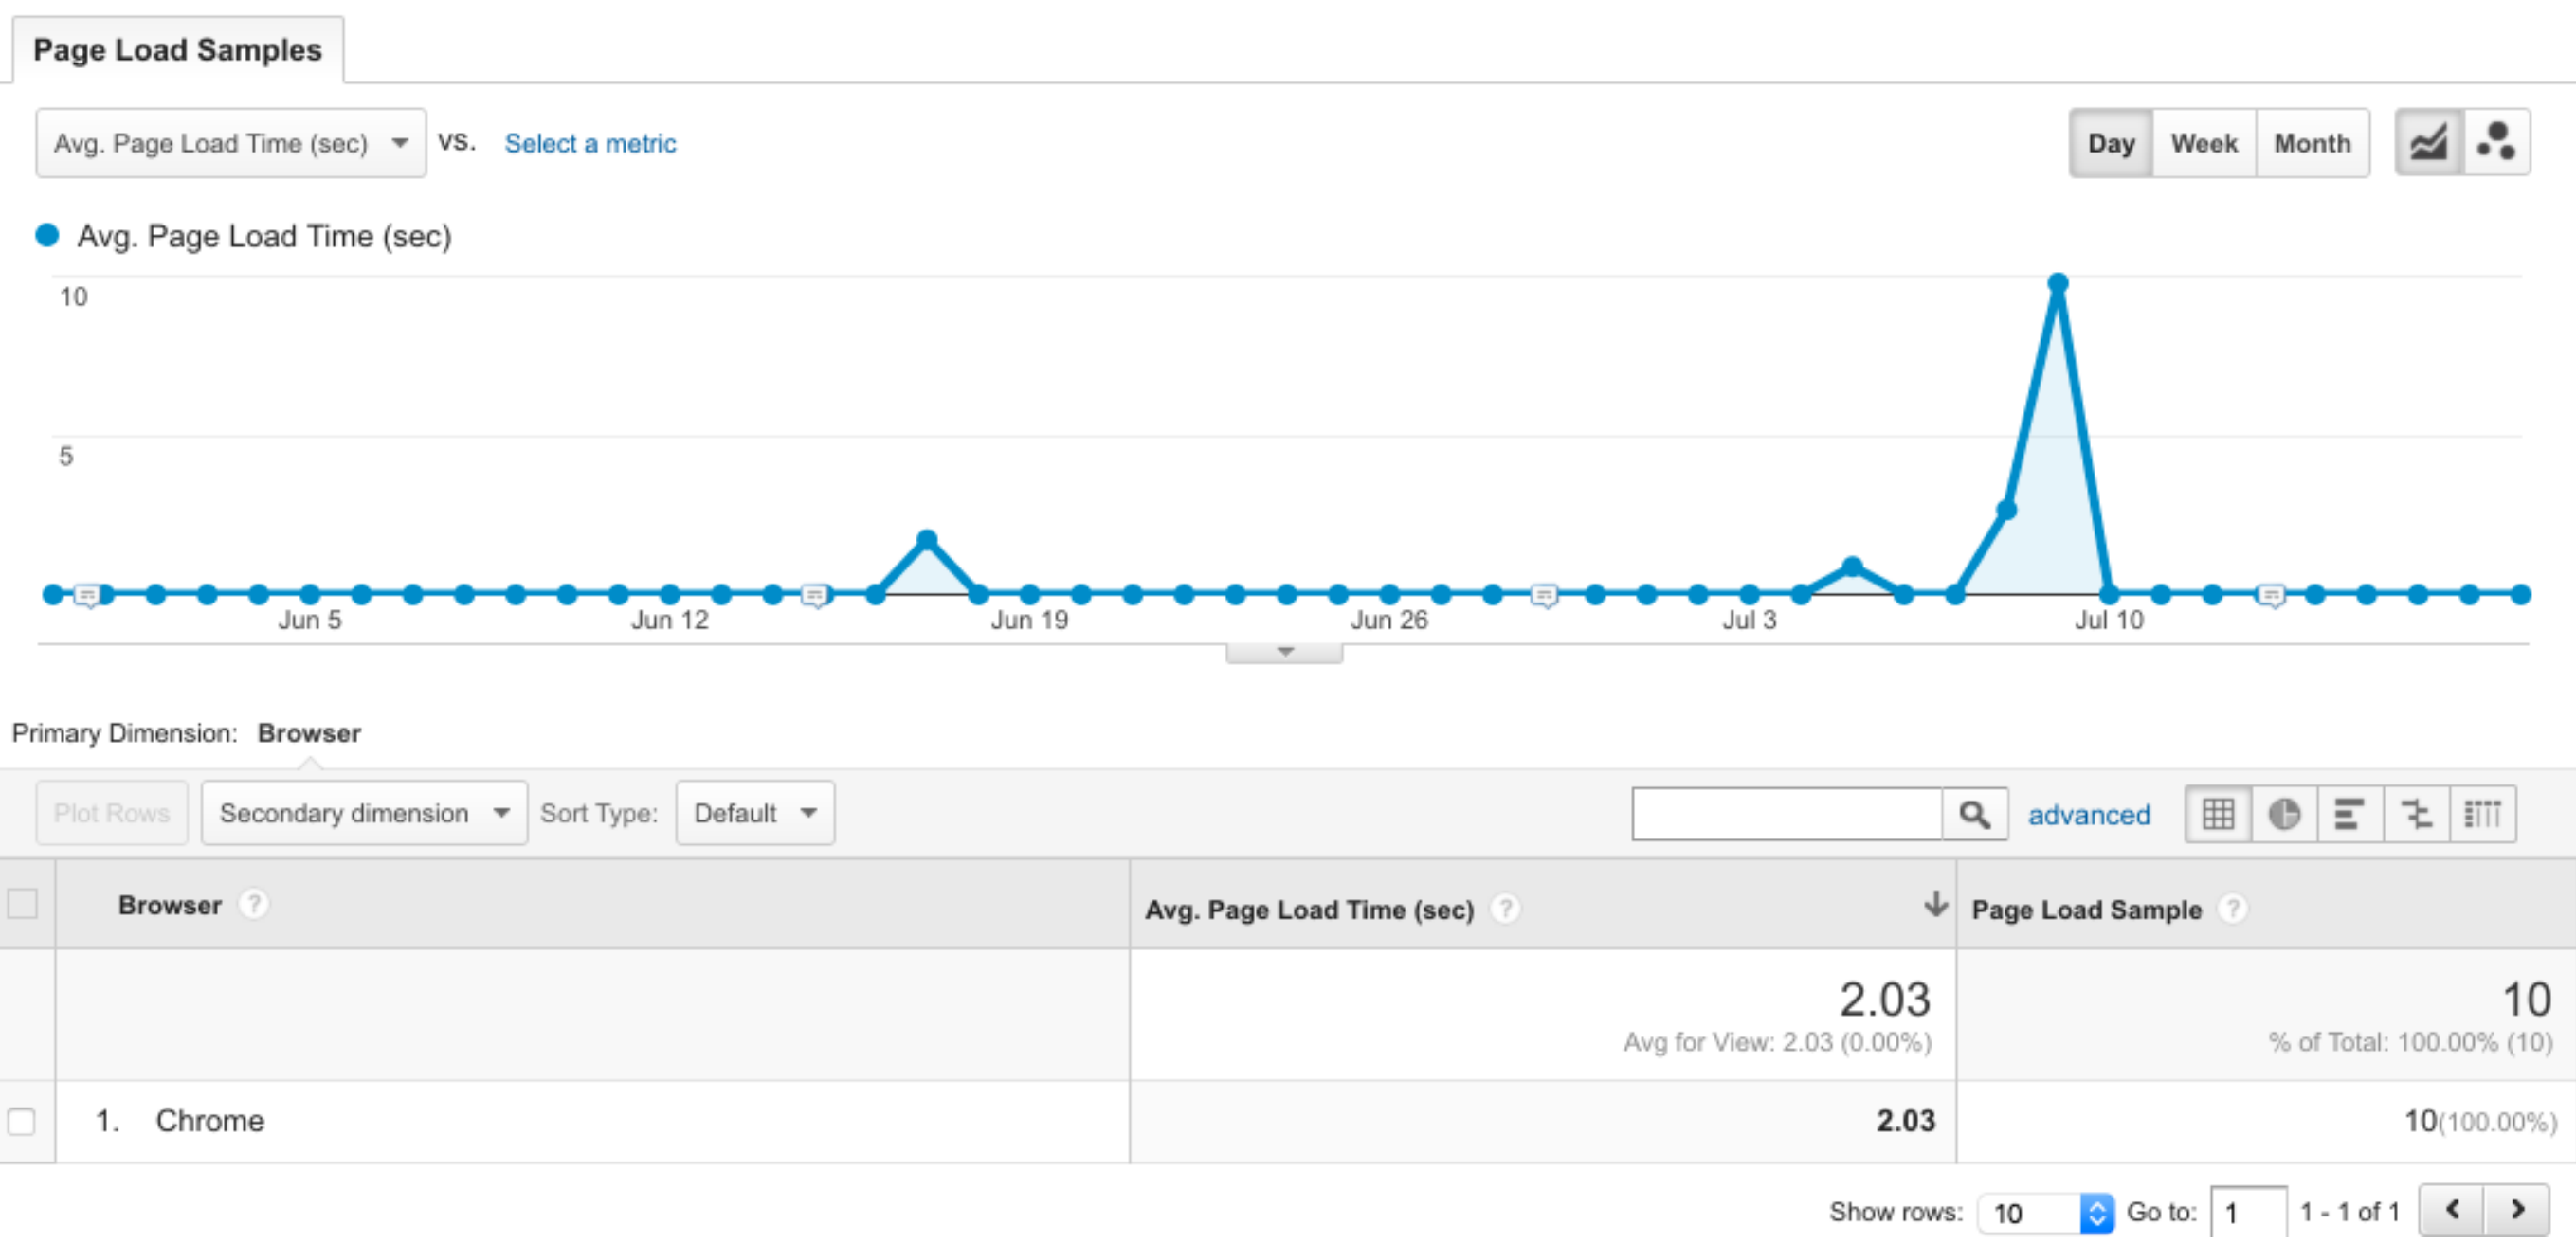 Page Load Samples
Avg. Page Load Time (sec) VS. Select a metric Day Week Month
Avg. Page Load Time (sec)
10
5
Jun 5 Jun 12 Jun 19 Jun 26 Jul 3 Jul 10
Primary Dimension: Browser
Plot Rows Secondary dimension Sort Type: Default advanced
Browser ? Avg. Page Load Time (sec) ? Page Load Sample ?
2.03 10
Avg for View: 2.03 (0.00%) % of Total: 100.00% (10)
1. Chrome 2.03 10(100.00%)
Show rows: 10 Go to: 1 1 - 1 of 1